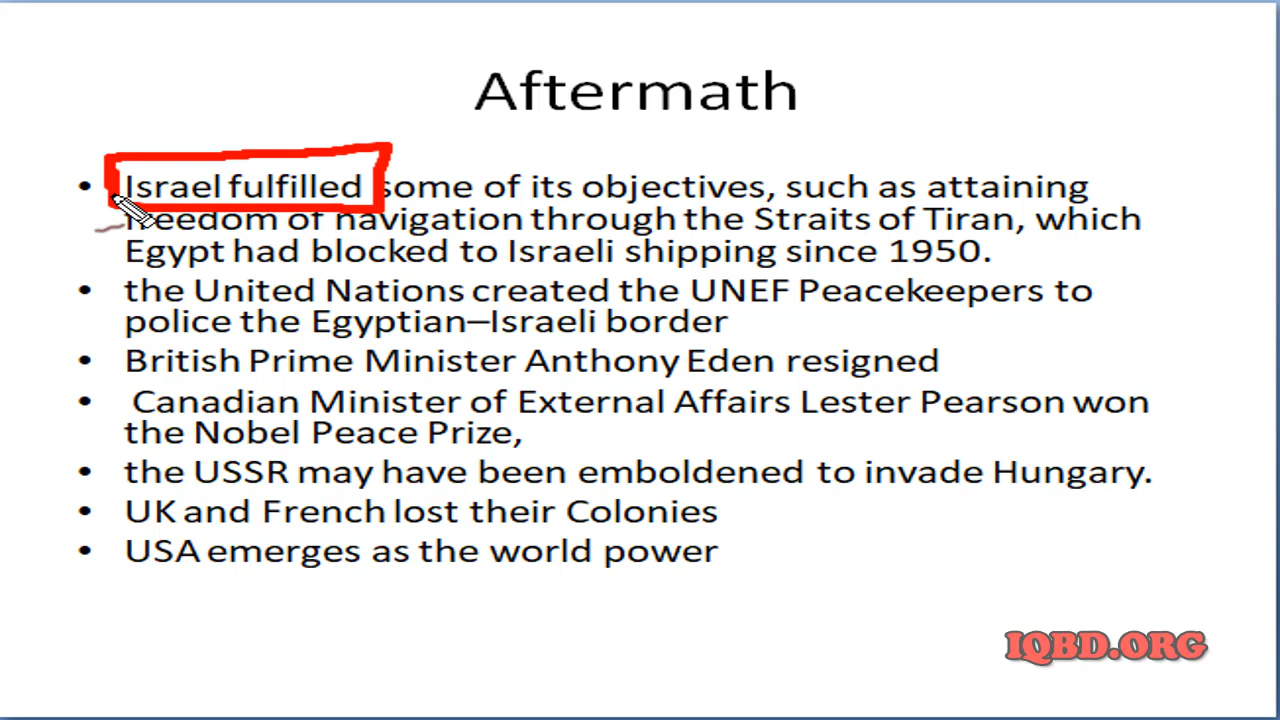 Aftermath
• Israel fulfilled some of its objectives, such as attaining
freedom of navigation through the Straits of Tiran, which
Egypt had blocked to Israeli shipping since 1950.
• the United Nations created the UNEF Peacekeepers to
police the Egyptian–Israeli border
• British Prime Minister Anthony Eden resigned
• Canadian Minister of External Affairs Lester Pearson won
the Nobel Peace Prize,
• the USSR may have been emboldened to invade Hungary.
• UK and French lost their Colonies
• USA emerges as the world power
IQBD.ORG